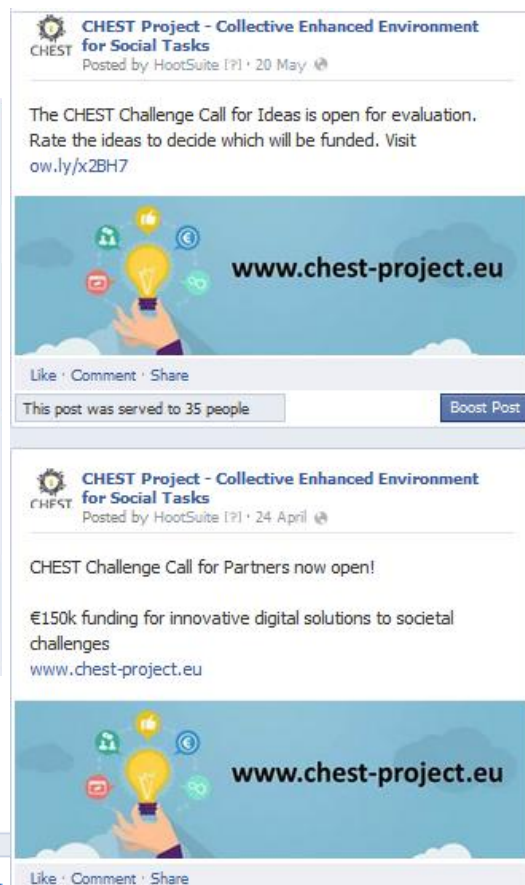 CHEST Project - Collective Enhanced Environment
for Social Tasks
CHEST
Posted by HootSuite [?] · 20 May
The CHEST Challenge Call for Ideas is open for evaluation.
Rate the ideas to decide which will be funded. Visit
ow.ly/x2BH7
www.chest-project.eu
Like · Comment · Share
This post was served to 35 people
Boost Post
CHEST Project - Collective Enhanced Environment
for Social Tasks
CHEST
Posted by HootSuite [?] · 24 April
CHEST Challenge Call for Partners now open!
€150k funding for innovative digital solutions to societal
challenges
www.chest-project.eu
www.chest-project.eu
Like · Comment · Share